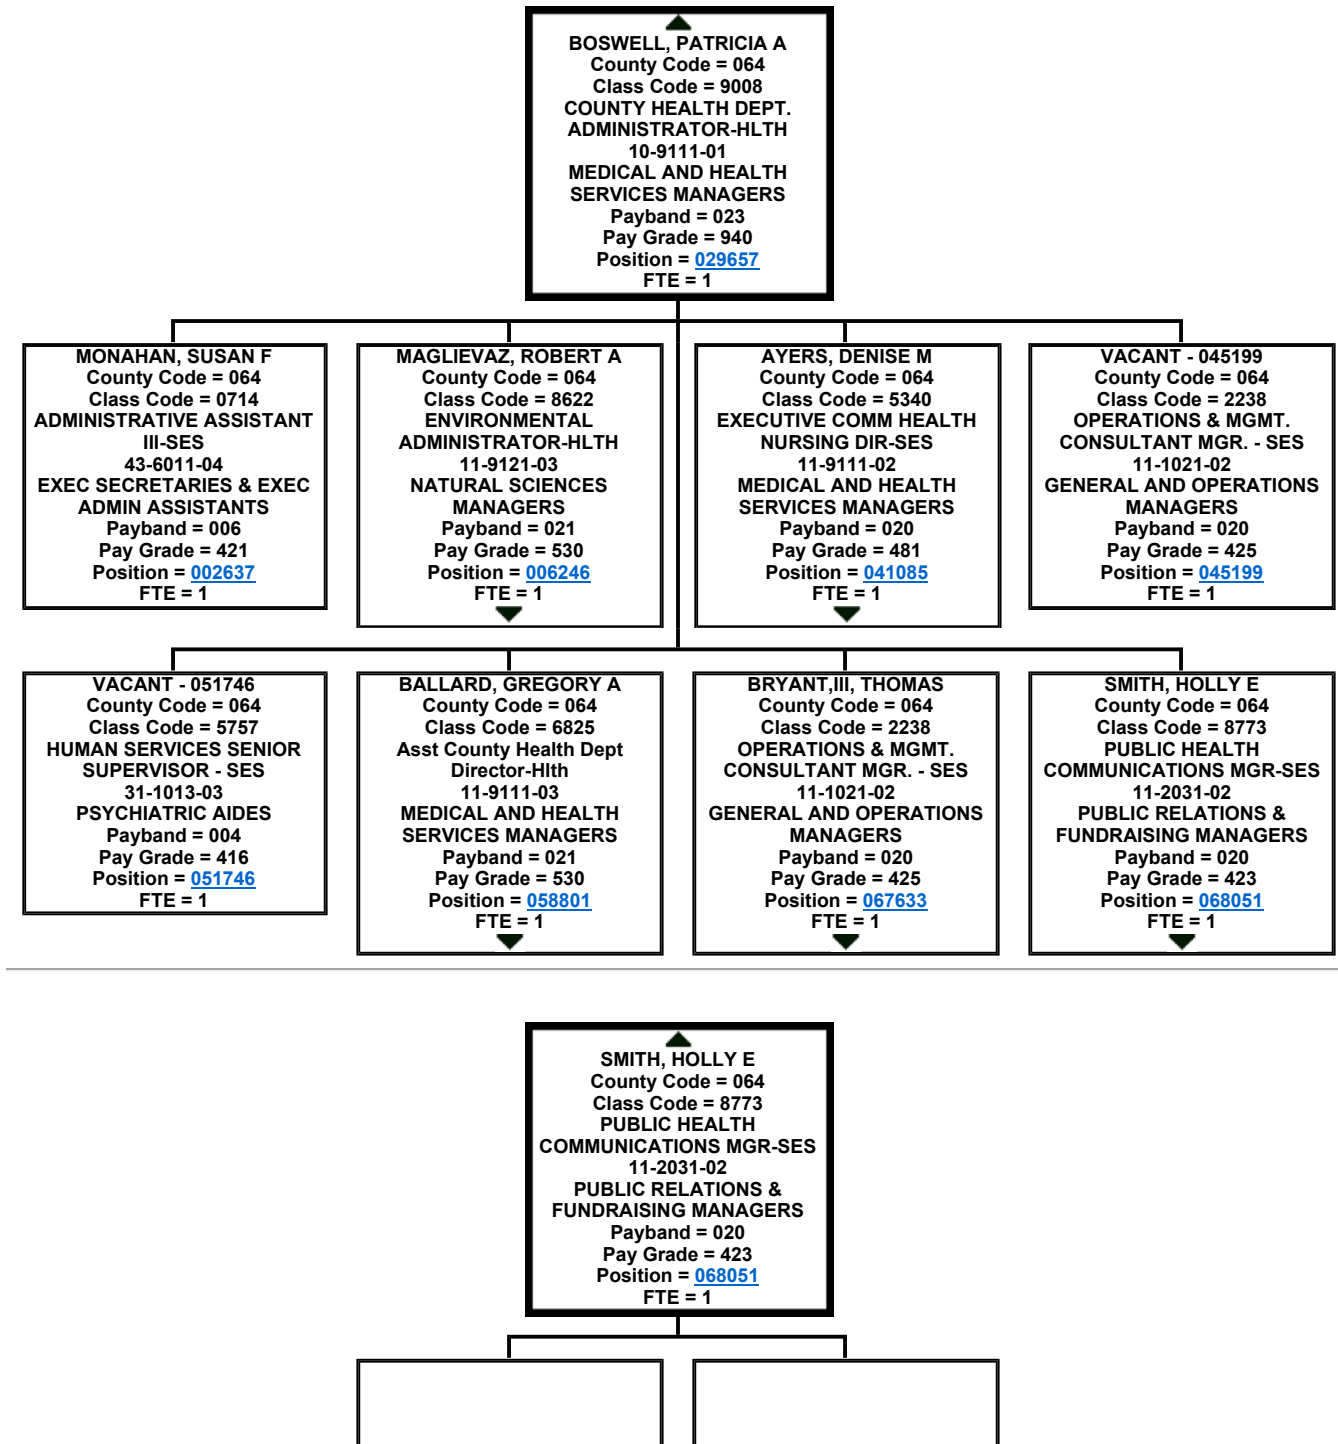 BOSWELL, PATRICIA A
County Code = 064
Class Code = 9008
COUNTY HEALTH DEPT.
ADMINISTRATOR-HLTH
10-9111-01
MEDICAL AND HEALTH
SERVICES MANAGERS
Payband = 023
Pay Grade = 940
Position = 029657
FTE = 1
MONAHAN, SUSAN F
County Code = 064
Class Code = 0714
ADMINISTRATIVE ASSISTANT
III-SES
43-6011-04
EXEC SECRETARIES & EXEC
ADMIN ASSISTANTS
Payband = 006
Pay Grade = 421
Position = 002637
FTE = 1
MAGLIEVAZ, ROBERT A
County Code = 064
Class Code = 8622
ENVIRONMENTAL
ADMINISTRATOR-HLTH
11-9121-03
NATURAL SCIENCES
MANAGERS
Payband = 021
Pay Grade = 530
Position = 006246
FTE = 1
AYERS, DENISE M
County Code = 064
Class Code = 5340
EXECUTIVE COMM HEALTH
NURSING DIR-SES
11-9111-02
MEDICAL AND HEALTH
SERVICES MANAGERS
Payband = 020
Pay Grade = 481
Position = 041085
FTE = 1
VACANT - 045199
County Code = 064
Class Code = 2238
OPERATIONS & MGMT.
CONSULTANT MGR. - SES
11-1021-02
GENERAL AND OPERATIONS
MANAGERS
Payband = 020
Pay Grade = 425
Position = 045199
FTE = 1
VACANT - 051746
County Code = 064
Class Code = 5757
HUMAN SERVICES SENIOR
SUPERVISOR - SES
31-1013-03
PSYCHIATRIC AIDES
Payband = 004
Pay Grade = 416
Position = 051746
FTE = 1
BALLARD, GREGORY A
County Code = 064
Class Code = 6825
Asst County Health Dept
Director-Hlth
11-9111-03
MEDICAL AND HEALTH
SERVICES MANAGERS
Payband = 021
Pay Grade = 530
Position = 058801
FTE = 1
BRYANT,III, THOMAS
County Code = 064
Class Code = 2238
OPERATIONS & MGMT.
CONSULTANT MGR. - SES
11-1021-02
GENERAL AND OPERATIONS
MANAGERS
Payband = 020
Pay Grade = 425
Position = 067633
FTE = 1
SMITH, HOLLY E
County Code = 064
Class Code = 8773
PUBLIC HEALTH
COMMUNICATIONS MGR-SES
11-2031-02
PUBLIC RELATIONS &
FUNDRAISING MANAGERS
Payband = 020
Pay Grade = 423
Position = 068051
FTE = 1
SMITH, HOLLY E
County Code = 064
Class Code = 8773
PUBLIC HEALTH
COMMUNICATIONS MGR-SES
11-2031-02
PUBLIC RELATIONS &
FUNDRAISING MANAGERS
Payband = 020
Pay Grade = 423
Position = 068051
FTE = 1